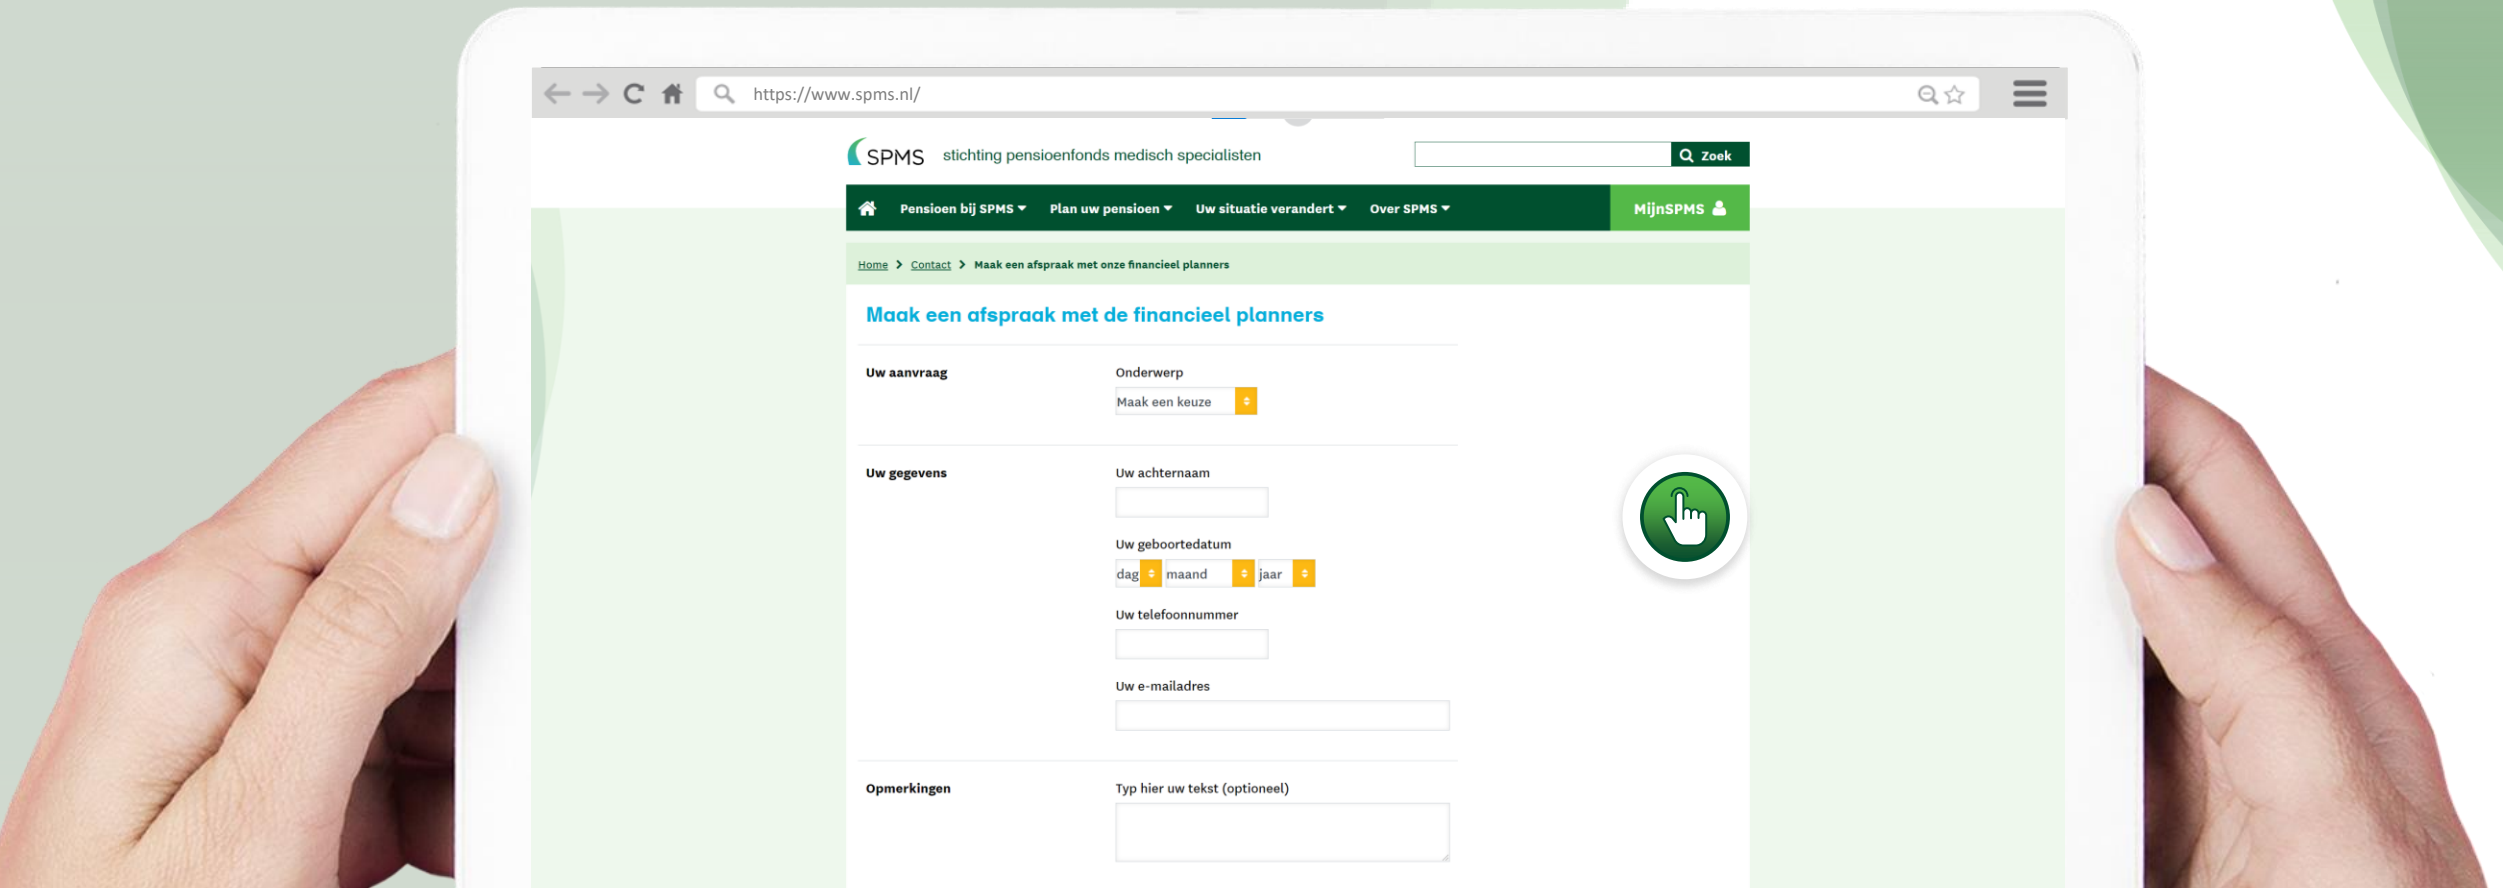 https://www.spms.nl/
SPMS stichting pensioenfonds medisch specialisten
Zoek
Pensioen bij SPMS Plan uw pensioen Uw situatie verandert Over SPMS MijnSPMS
Home > Contact > Maak een afspraak met onze financieel planners
Maak een afspraak met de financieel planners
Uw aanvraag
Onderwerp
Maak een keuze
Uw gegevens
Uw achternaam
Uw geboortedatum
dag maand jaar
Uw telefoonnummer
Uw e-mailadres
Opmerkingen
Typ hier uw tekst (optioneel)